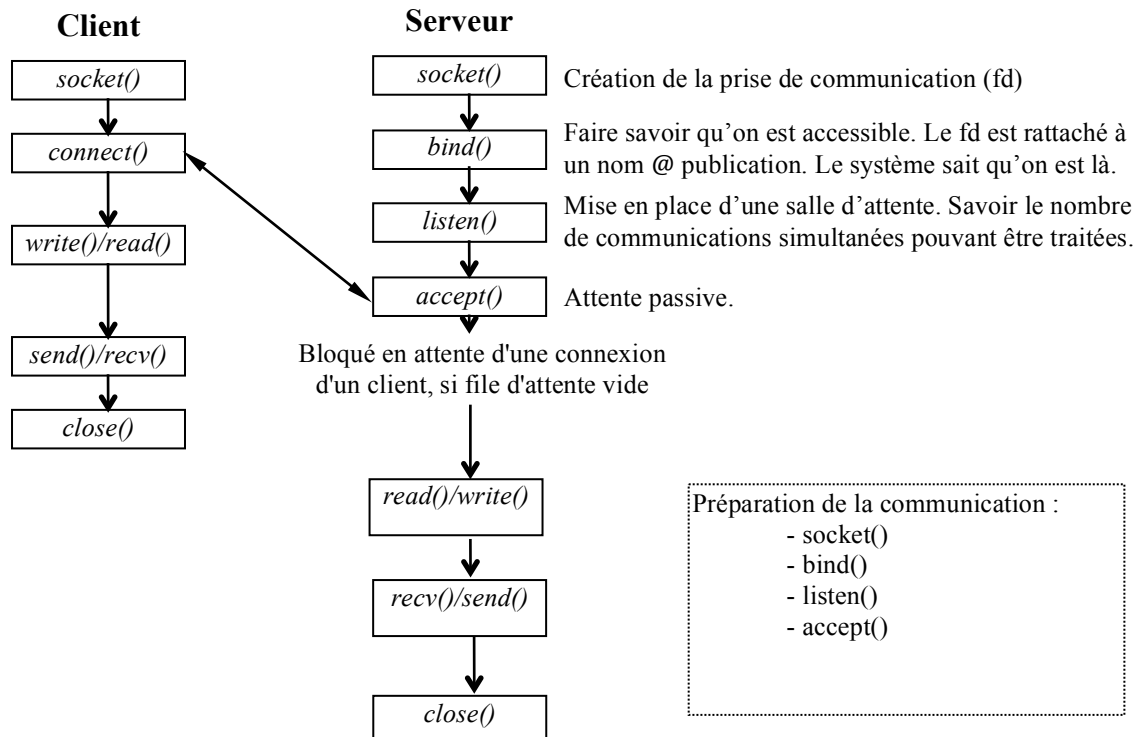 Client
Serveur
socket()
connect()
write()/read()
send()/recv()
close()
socket()
Création de la prise de communication (fd)
bind()
Faire savoir qu’on est accessible. Le fd est rattaché à
un nom @ publication. Le système sait qu’on est là.
listen()
Mise en place d’une salle d’attente. Savoir le nombre
de communications simultanées pouvant être traitées.
accept()
Attente passive.
Bloqué en attente d'une connexion
d'un client, si file d'attente vide
read()/write()
recv()/send()
close()
Préparation de la communication :
- socket()
- bind()
- listen()
- accept()